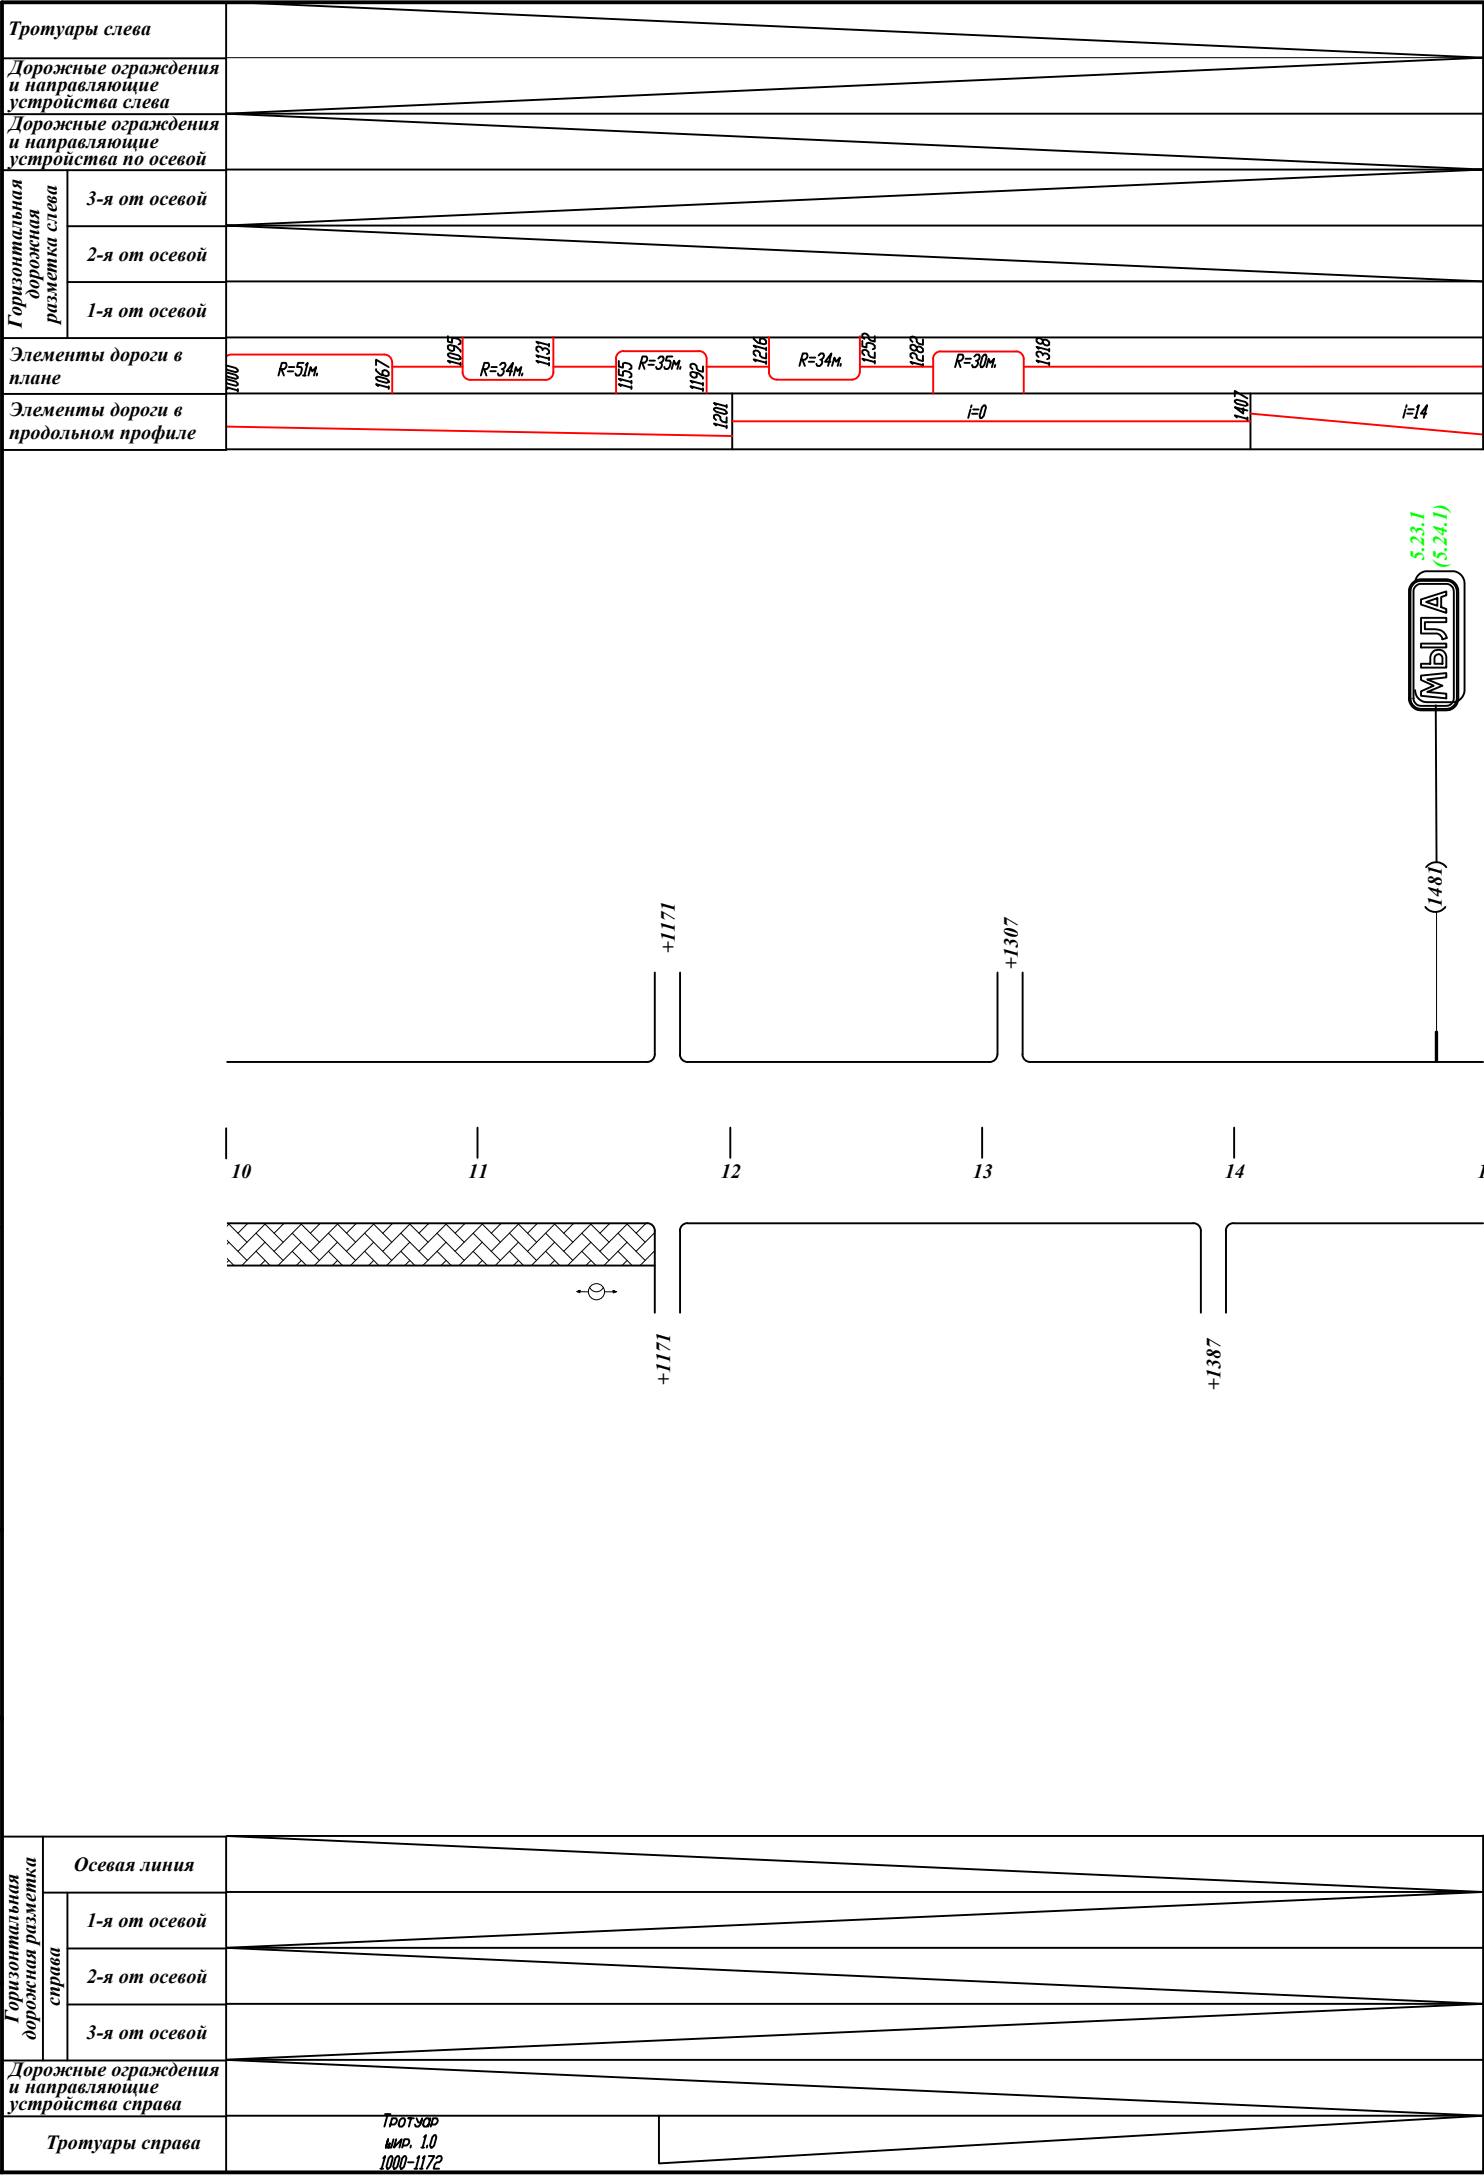 Тротуары слева
Дорожные ограждения
и направляющие
устройства слева
Дорожные ограждения
и направляющие
устройства по осевой
Горизонтальная
дорожная
разметка слева
3-я от осевой
2-я от осевой
1-я от осевой
Элементы дороги в
плане
1000
R=51м.
1067
1095
R=34м.
1131
1155
R=35м.
1192
1216
R=34м.
1252
1282
R=30м.
1318
Элементы дороги в
продольном профиле
1201
i=0
1407
i=14
5.23.1
(5.24.1)
МЫЛА
(1481)
+1171
+1307
10
11
12
13
14
1
+1171
+1387
Горизонтальная
дорожная разметка
справа
Осевая линия
1-я от осевой
2-я от осевой
3-я от осевой
Дорожные ограждения
и направляющие
устройства справа
Тротуары справа
Тротуар
шир. 1.0
1000-1172